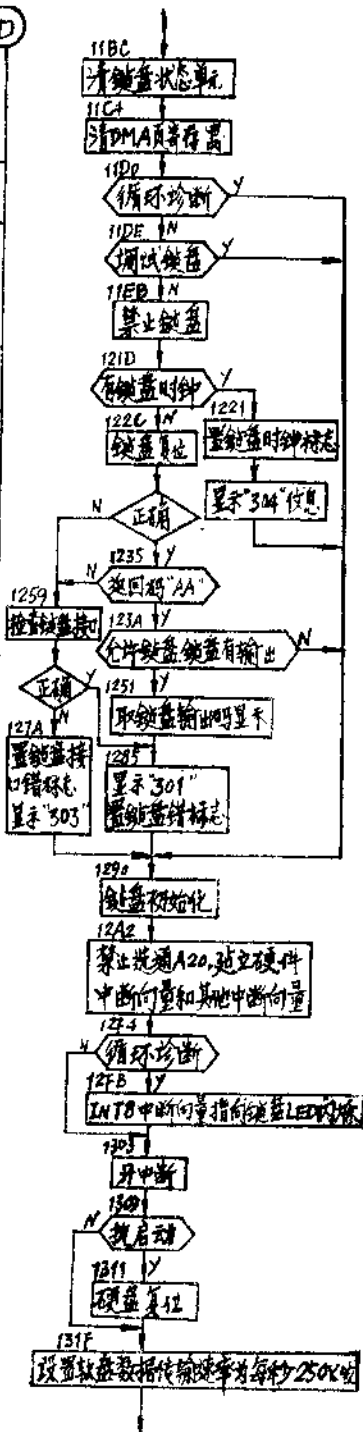 D
11BC
清键盘状态单元
11C4
清DMA页寄存器
11D0
循环诊断
Y
N
11DE
调试键盘
Y
11EB
N
禁止键盘
121D
有键盘时钟
Y
122C
N
1221
键盘复位
置键盘时钟标志
N
正确
显示"304"信息
1235
Y
N
返回码"AA"
1259
123A
Y
检查键盘接口
允许键盘,键盘有输出
N
正确
Y
1251
Y
127A
N
取键盘输出码显示
置键盘接
口错标志
显示"303"
1285
显示"301"
置键盘错标志
1290
键盘初始化
12A2
禁止选通A20,建立硬件
中断向量和其他中断向量
12F4
循环诊断
12FB
Y
INT8中断向量指向键盘LED
1303
开中断
1309
N
热启动
1311
Y
硬盘复位
131F
设置软盘数据传输速率为每秒250K